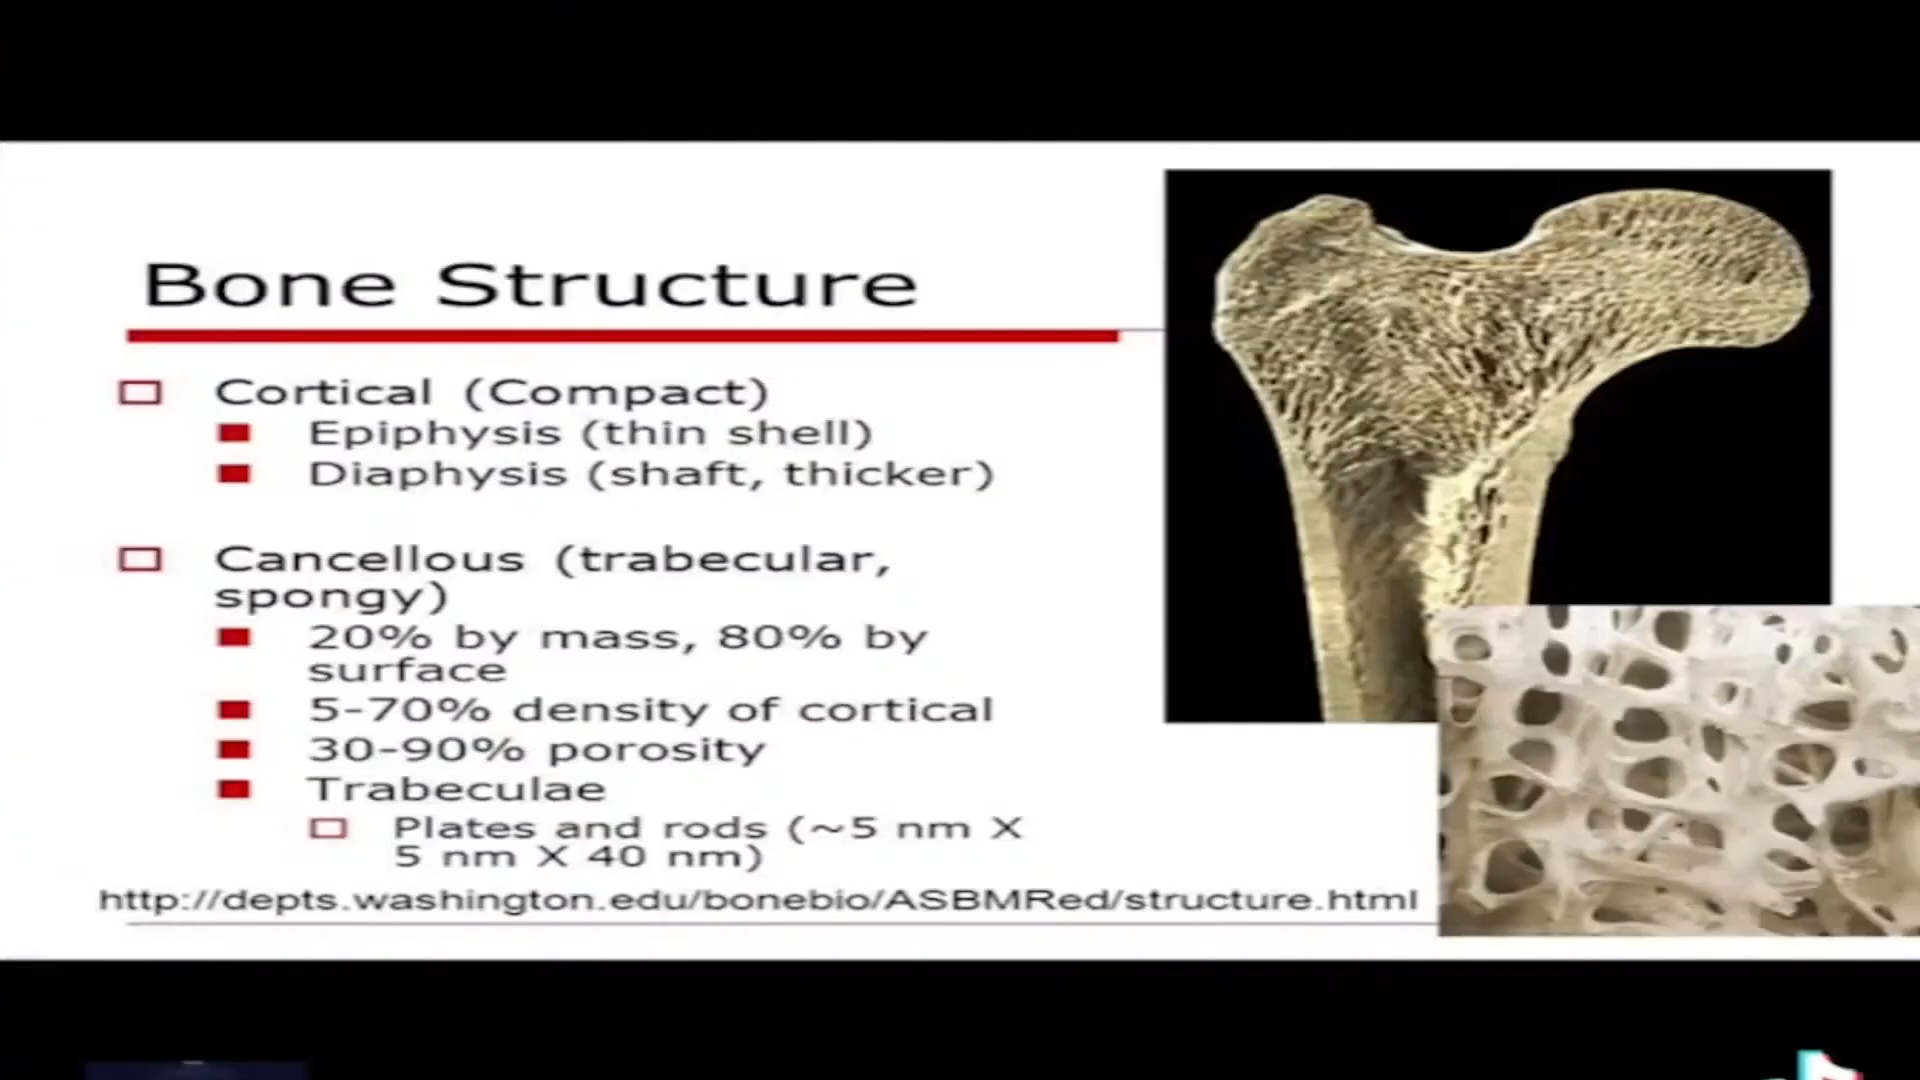 Bone Structure
Cortical (Compact)
Epiphysis (thin shell)
Diaphysis (shaft, thicker)
Cancellous (trabecular,
spongy)
20% by mass, 80% by
surface
5-70% density of cortical
30-90% porosity
Trabeculae
Plates and rods (~5 nm X
5 nm X 40 nm)
http://depts.washington.edu/bonebio/ASBMRed/structure.html